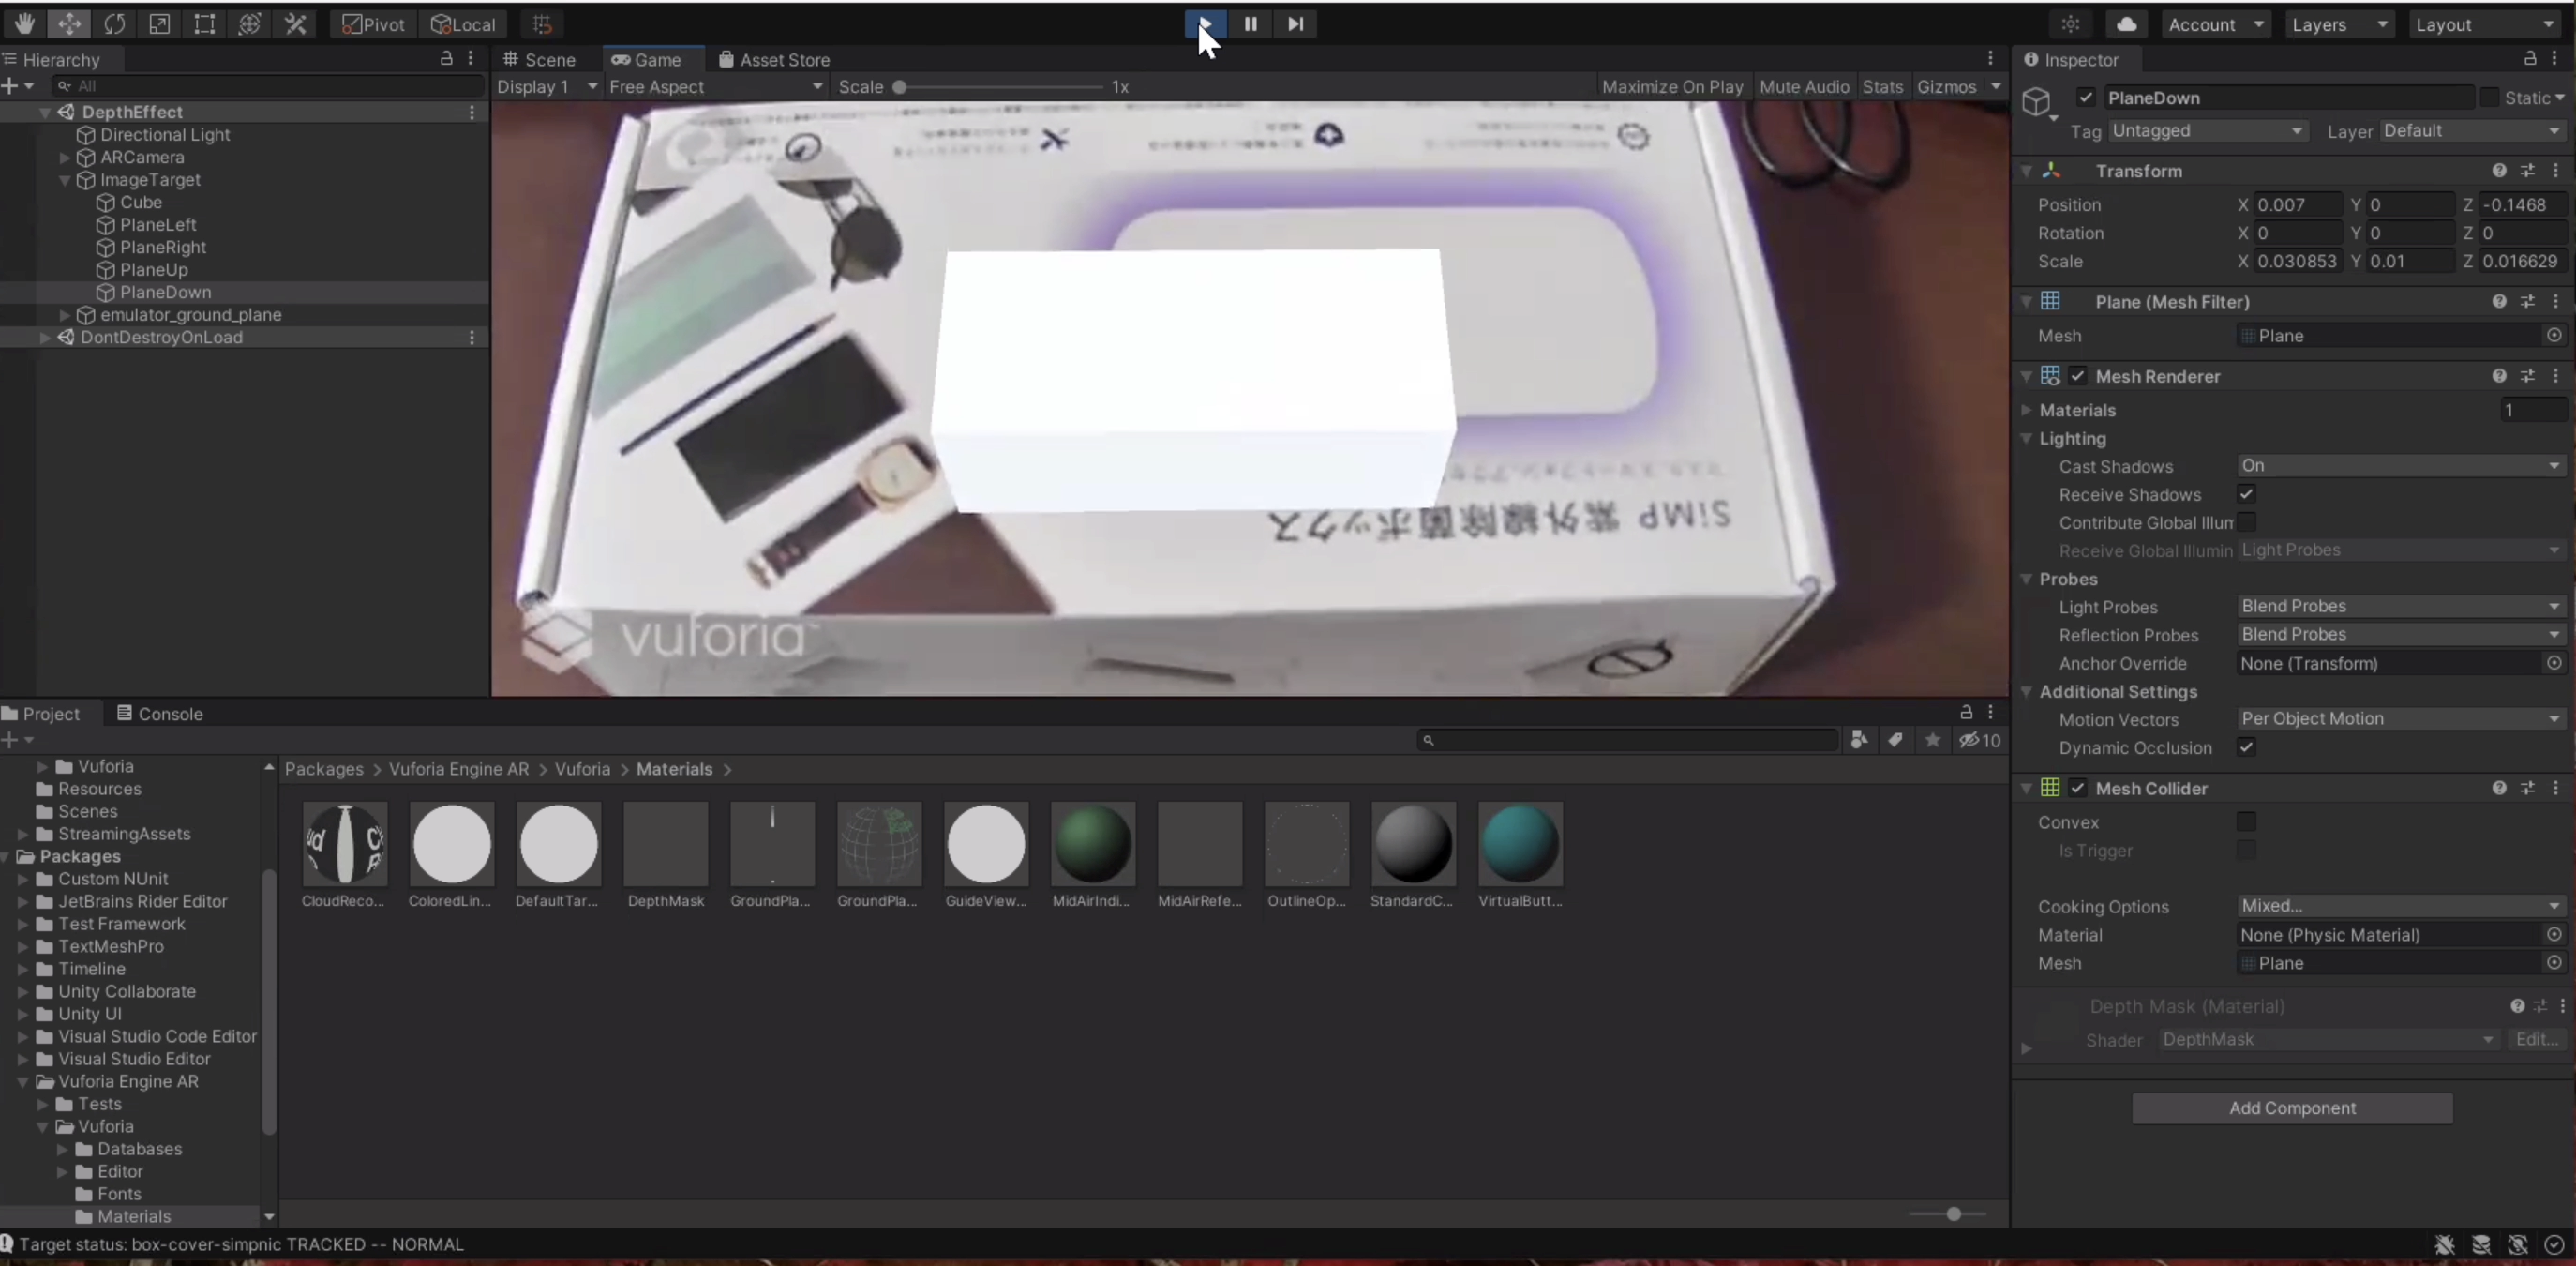 Pivot Local Account Layers Layout
Hierarchy
All
DepthEffect
Directional Light
ARCamera
ImageTarget
Cube
PlaneLeft
PlaneRight
PlaneUp
PlaneDown
emulator_ground_plane
DontDestroyOnLoad
Scene Game Asset Store
Display 1 Free Aspect Scale 1x Maximize On Play Mute Audio Stats Gizmos
SiMP 紫外線除菌ボックス
vuforia
Project Console
10
Vuforia
Resources
Scenes
StreamingAssets
Packages
Custom NUnit
JetBrains Rider Editor
Test Framework
TextMeshPro
Timeline
Unity Collaborate
Unity UI
Visual Studio Code Editor
Visual Studio Editor
Vuforia Engine AR
Tests
Vuforia
Databases
Editor
Fonts
Materials
Packages > Vuforia Engine AR > Vuforia > Materials >
CloudReco... ColoredLin... DefaultTar... DepthMask GroundPla... GroundPla... GuideView... MidAirIndi... MidAirRefe... OutlineOp... StandardC... VirtualButt...
Inspector
PlaneDown Static
Tag Untagged Layer Default
Transform
Position X 0.007 Y 0 Z -0.1468
Rotation X 0 Y 0 Z 0
Scale X 0.030853 Y 0.01 Z 0.016629
Plane (Mesh Filter)
Mesh Plane
Mesh Renderer
Materials 1
Lighting
Cast Shadows On
Receive Shadows
Contribute Global Illum
Receive Global Illumin Light Probes
Probes
Light Probes Blend Probes
Reflection Probes Blend Probes
Anchor Override None (Transform)
Additional Settings
Motion Vectors Per Object Motion
Dynamic Occlusion
Mesh Collider
Convex
Is Trigger
Cooking Options Mixed...
Material None (Physic Material)
Mesh Plane
Depth Mask (Material)
Shader DepthMask Edit...
Add Component
Target status: box-cover-simpnic TRACKED -- NORMAL